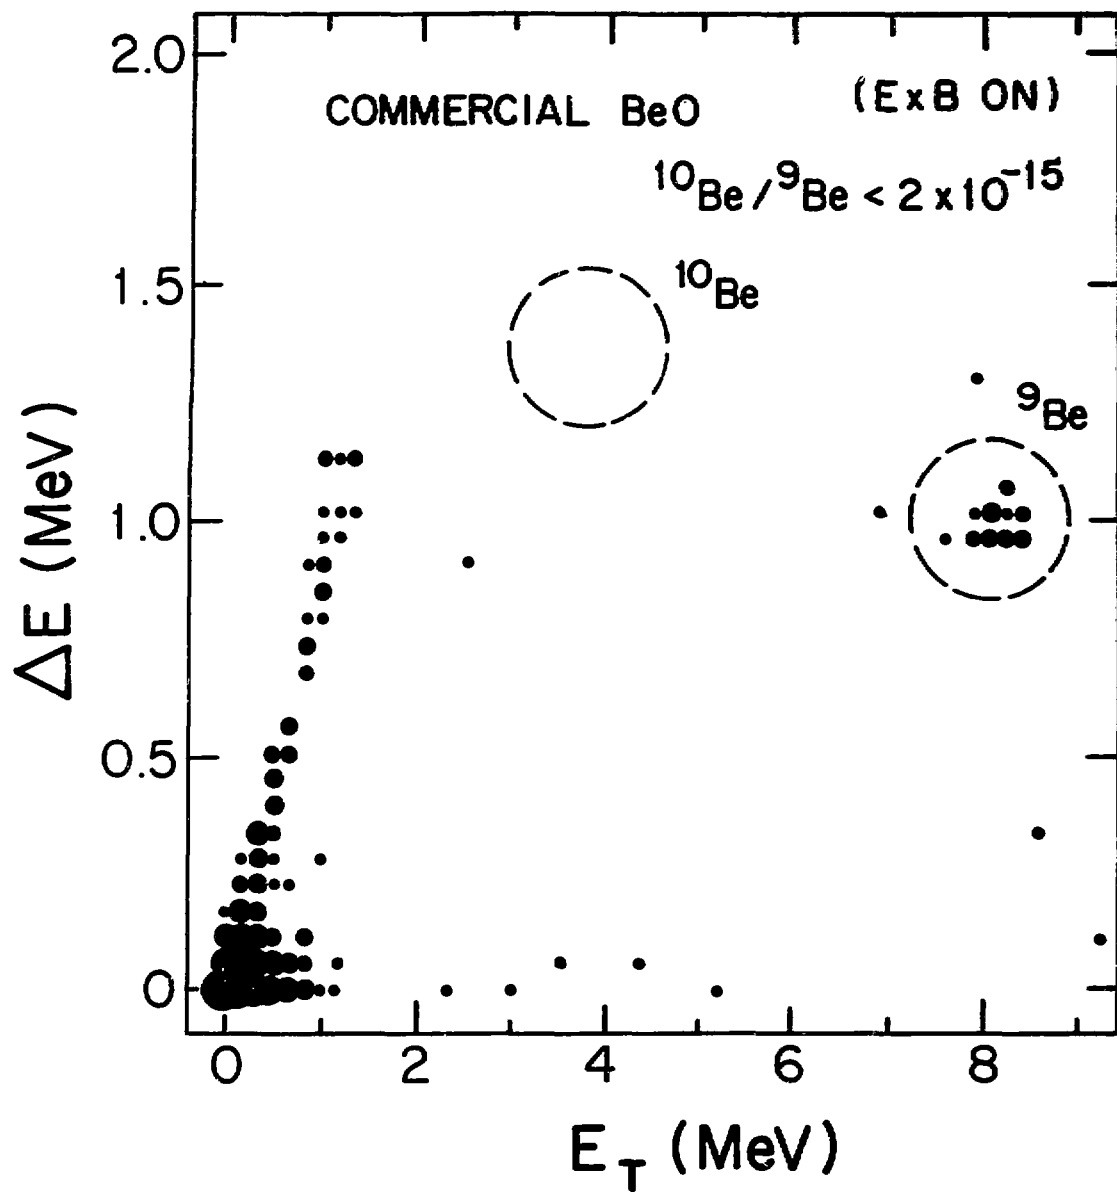 2.0
COMMERCIAL BeO
(ExB ON)
¹⁰Be/⁹Be < 2 x 10⁻¹⁵
¹⁰Be
1.5
⁹Be
1.0
0.5
0
ΔE (MeV)
0 2 4 6 8
E_T (MeV)